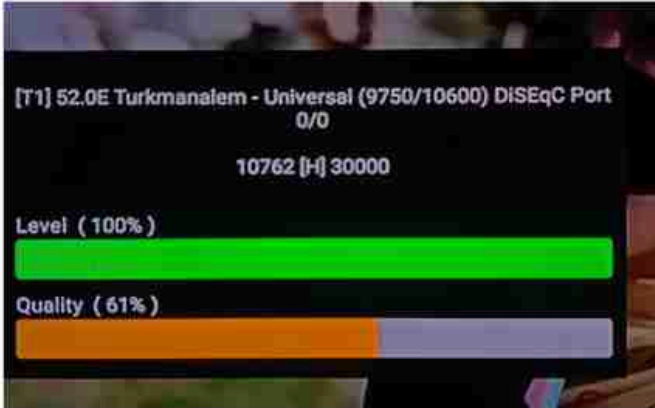 [T1] 52.0E Turkmanalem - Universal (9750/10600) DiSEqC Port
0/0
10762 [H] 30000
Level ( 100% )
Quality ( 61% )